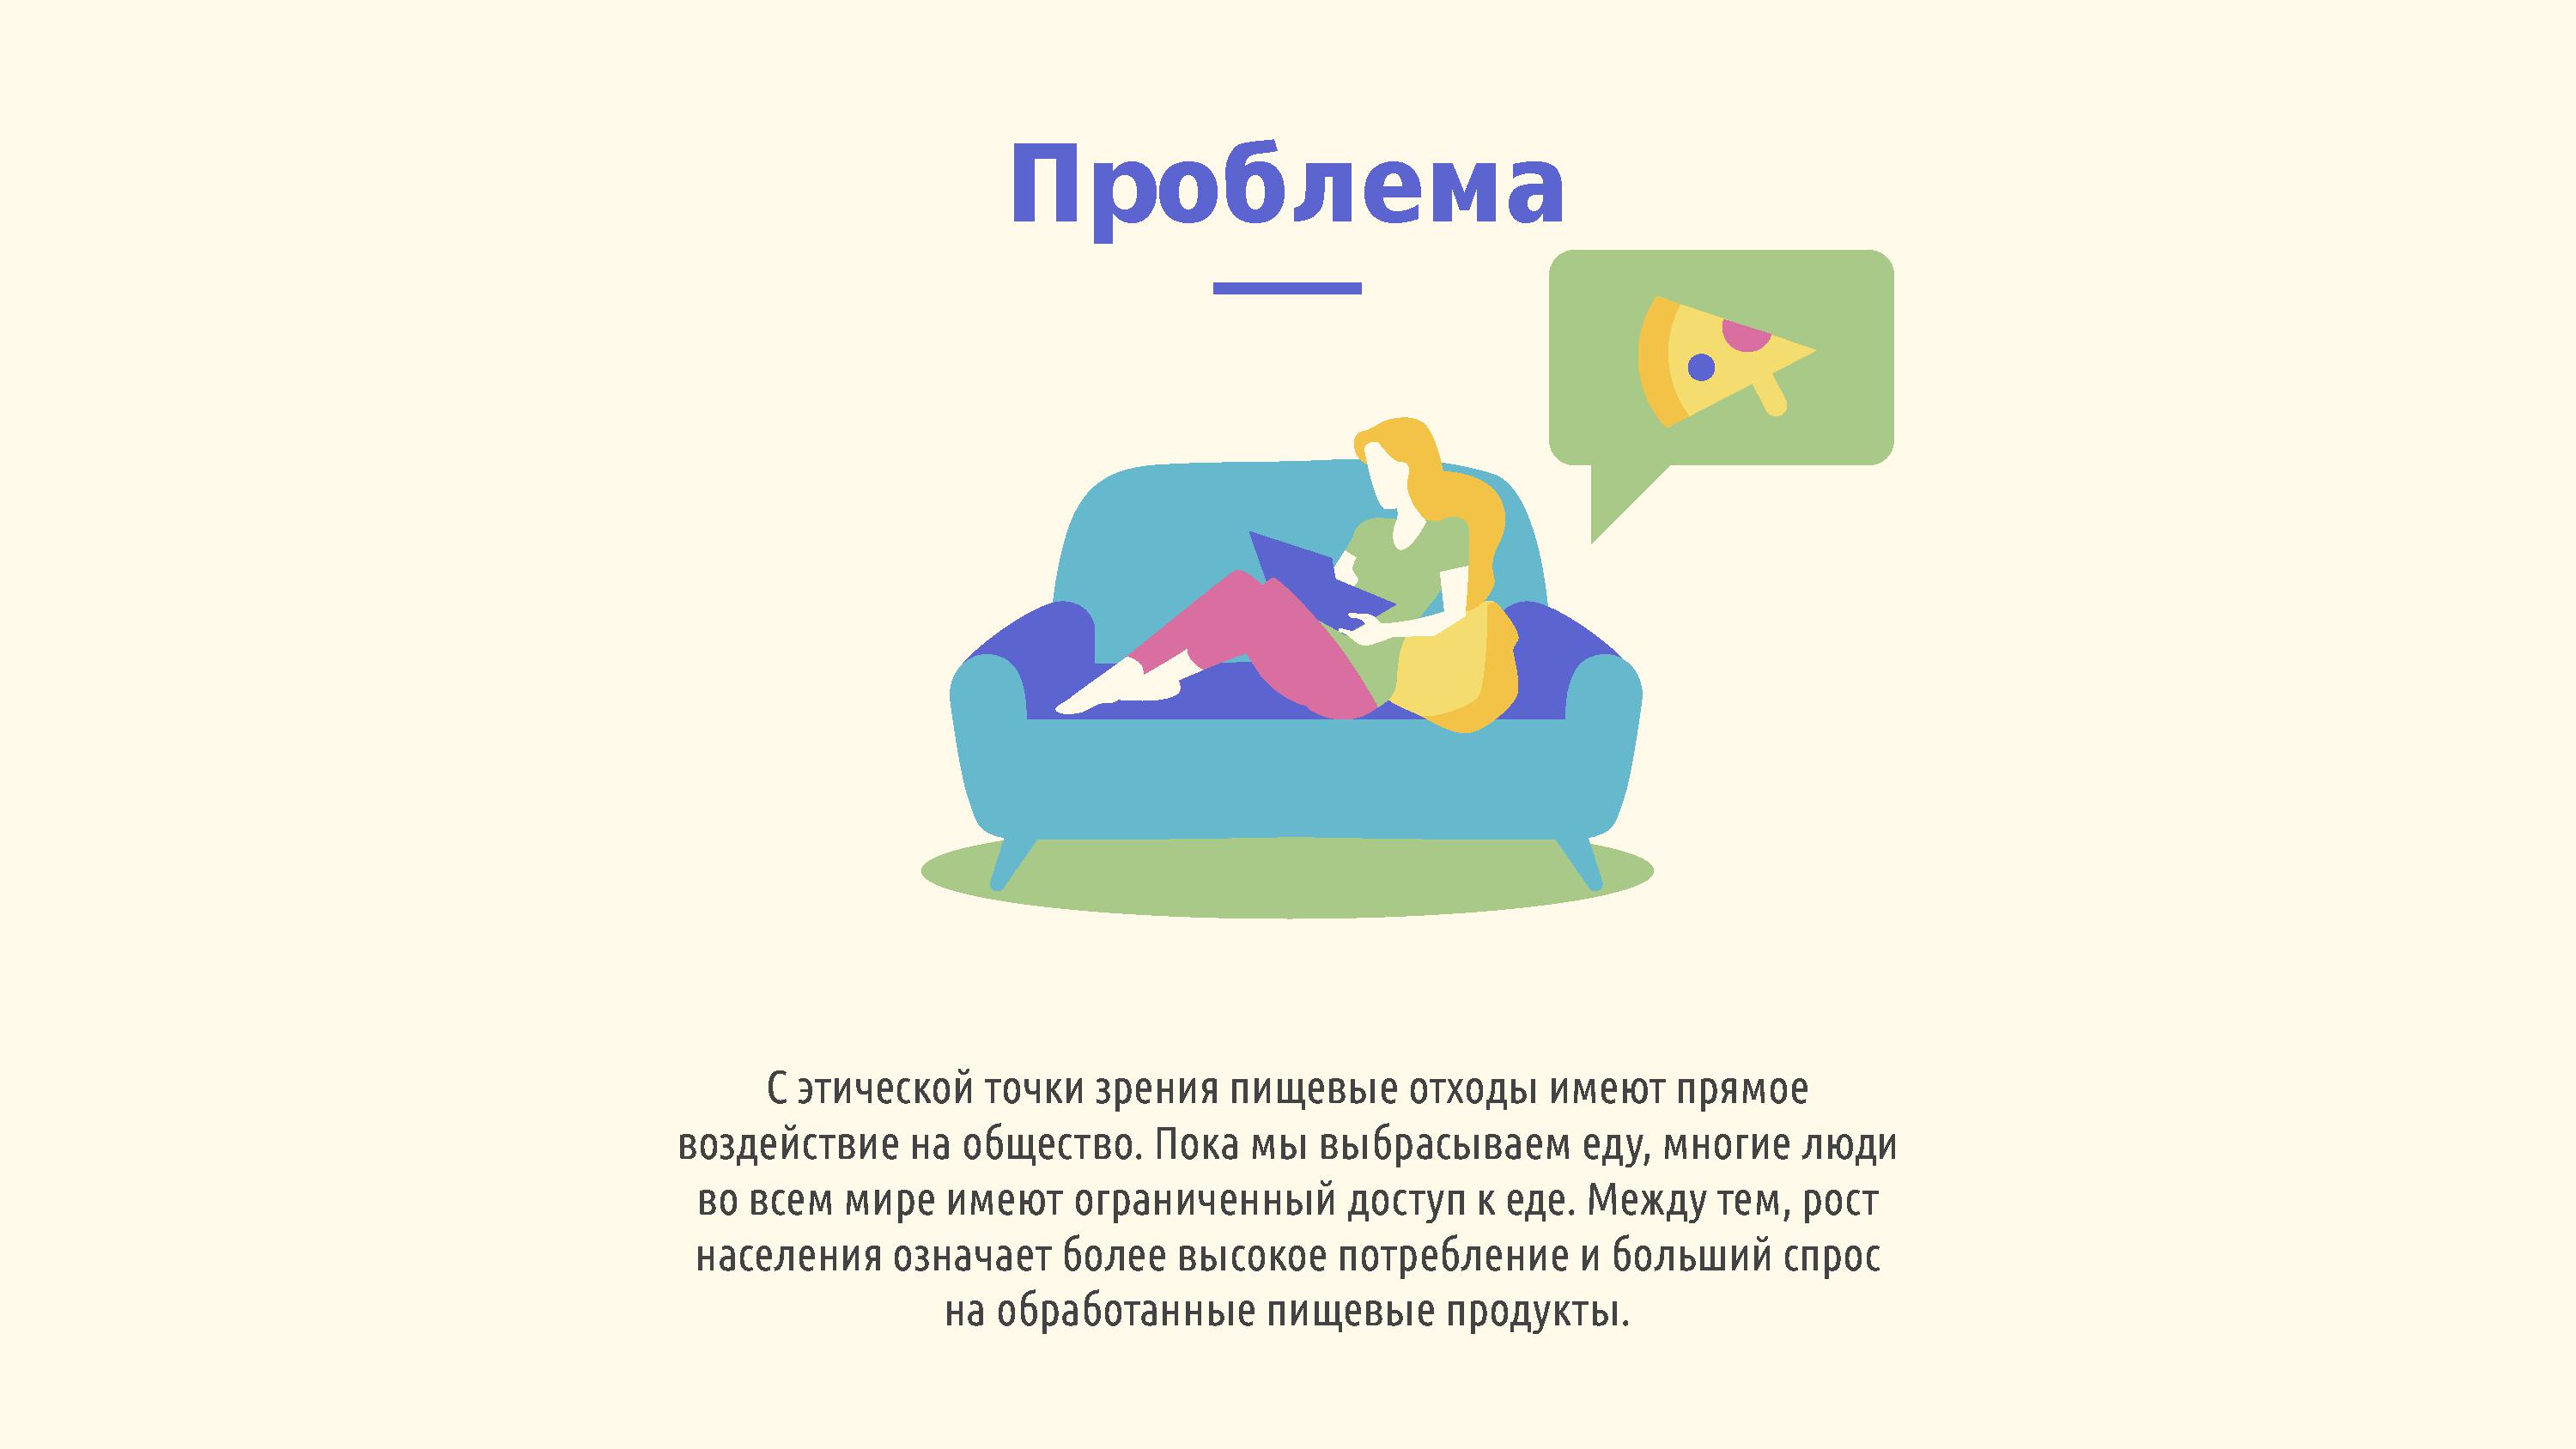 Проблема
С этической точки зрения пищевые отходы имеют прямое
воздействие на общество. Пока мы выбрасываем еду, многие люди
во всем мире имеют ограниченный доступ к еде. Между тем, рост
населения означает более высокое потребление и больший спрос
на обработанные пищевые продукты.